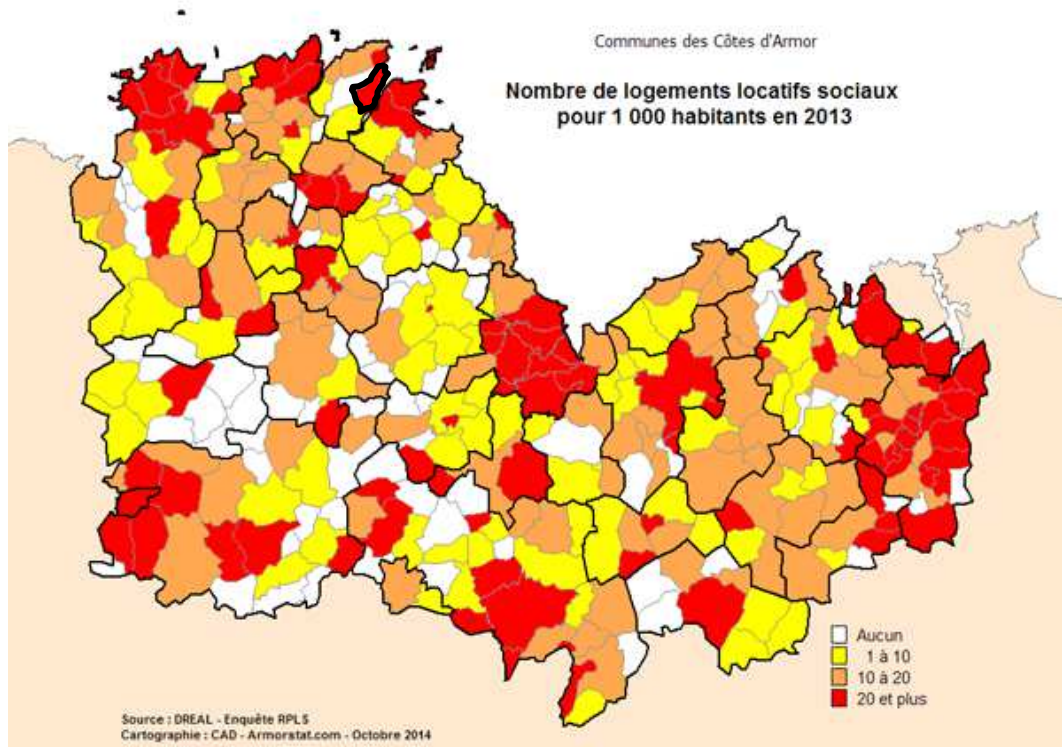 Communes des Côtes d'Armor
Nombre de logements locatifs sociaux
pour 1 000 habitants en 2013
Aucun
1 à 10
10 à 20
20 et plus
Source : DREAL - Enquête RPLS
Cartographie : CAD - Armorstat.com - Octobre 2014